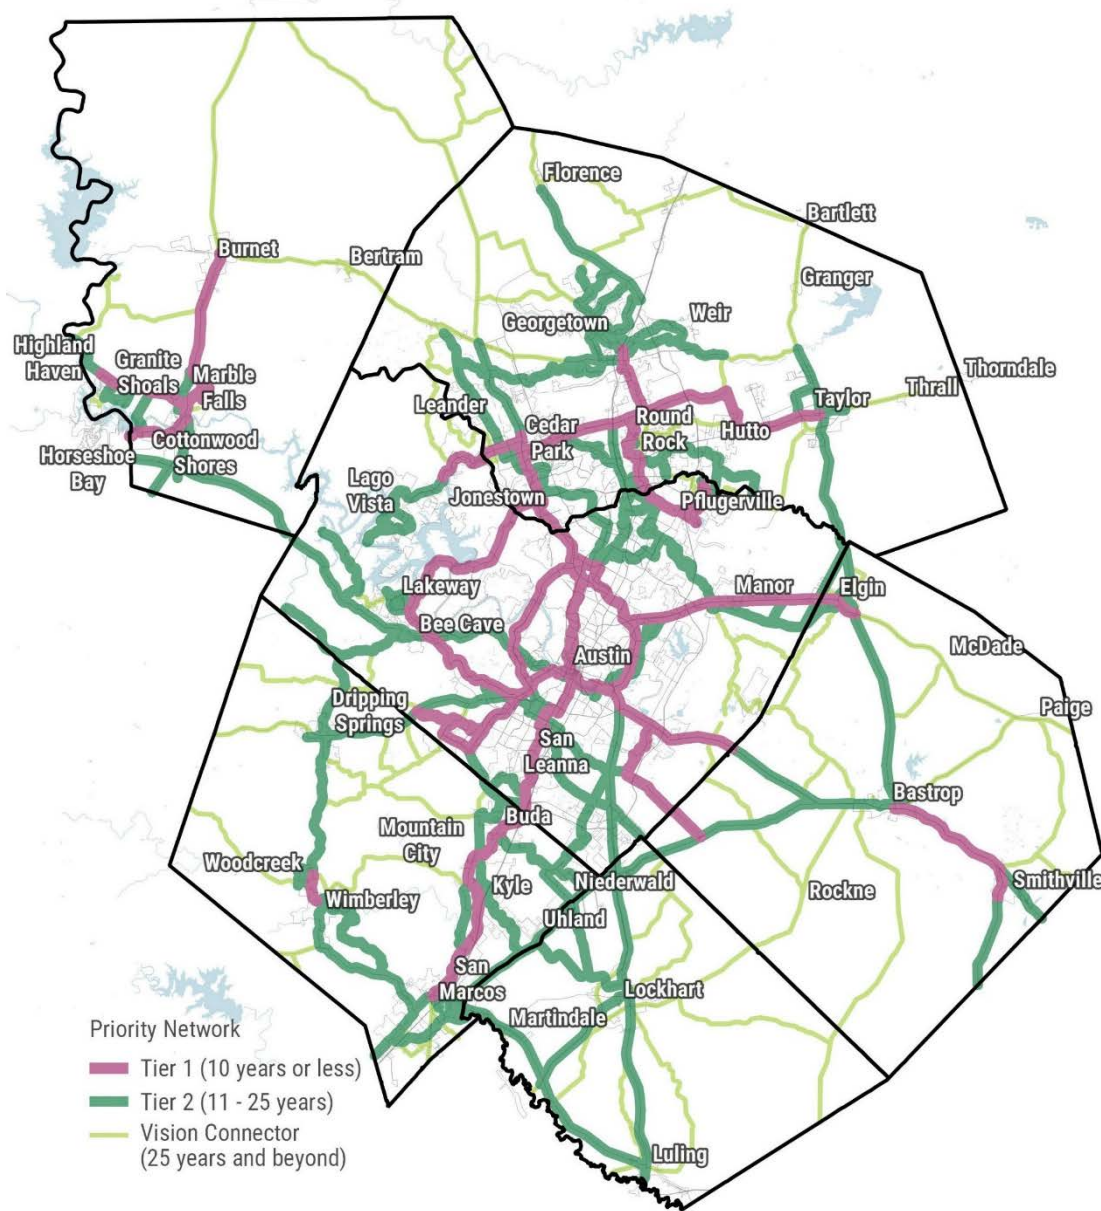 Florence
Bartlett
Burnet
Bertram
Granger
Weir
Georgetown
Highland
Haven
Granite
Shoals
Marble
Falls
Thorndale
Thrall
Taylor
Leander
Cedar
Park
Round
Rock
Hutto
Cottonwood
Shores
Horseshoe
Bay
Lago
Vista
Jonestown
Pflugerville
Lakeway
Manor
Elgin
Bee Cave
McDade
Austin
Dripping
Springs
Paige
San
Leanna
Bastrop
Buda
Mountain
City
Woodcreek
Kyle
Niederwald
Rockne
Smithville
Wimberley
Uhland
San
Marcos
Lockhart
Martindale
Luling
Priority Network
Tier 1 (10 years or less)
Tier 2 (11 - 25 years)
Vision Connector
(25 years and beyond)